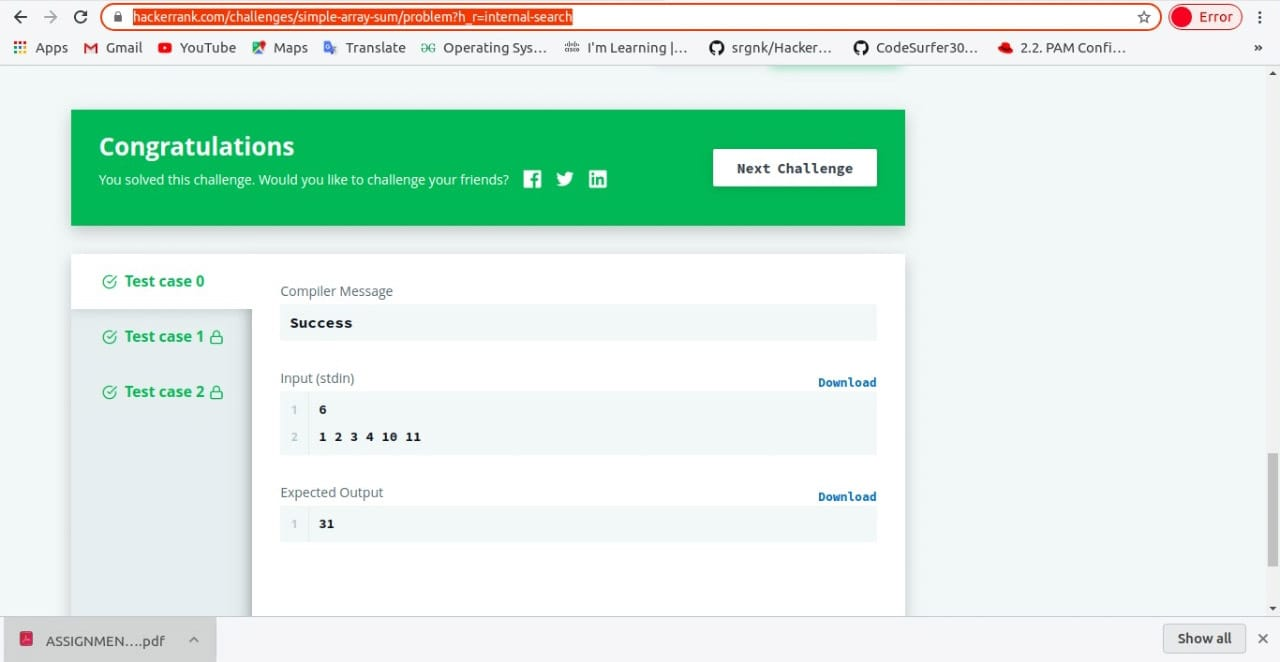 hackerrank.com/challenges/simple-array-sum/problem?h_r=internal-search
Error
Apps
Gmail
YouTube
Maps
Translate
Operating Sys...
I'm Learning |...
srgnk/Hacker...
CodeSurfer30...
2.2. PAM Confi...
»
Congratulations
You solved this challenge. Would you like to challenge your friends?
Next Challenge
Test case 0
Test case 1
Test case 2
Compiler Message
Success
Input (stdin)
Download
1 6
2 1 2 3 4 10 11
Expected Output
Download
1 31
ASSIGNMEN....pdf
Show all